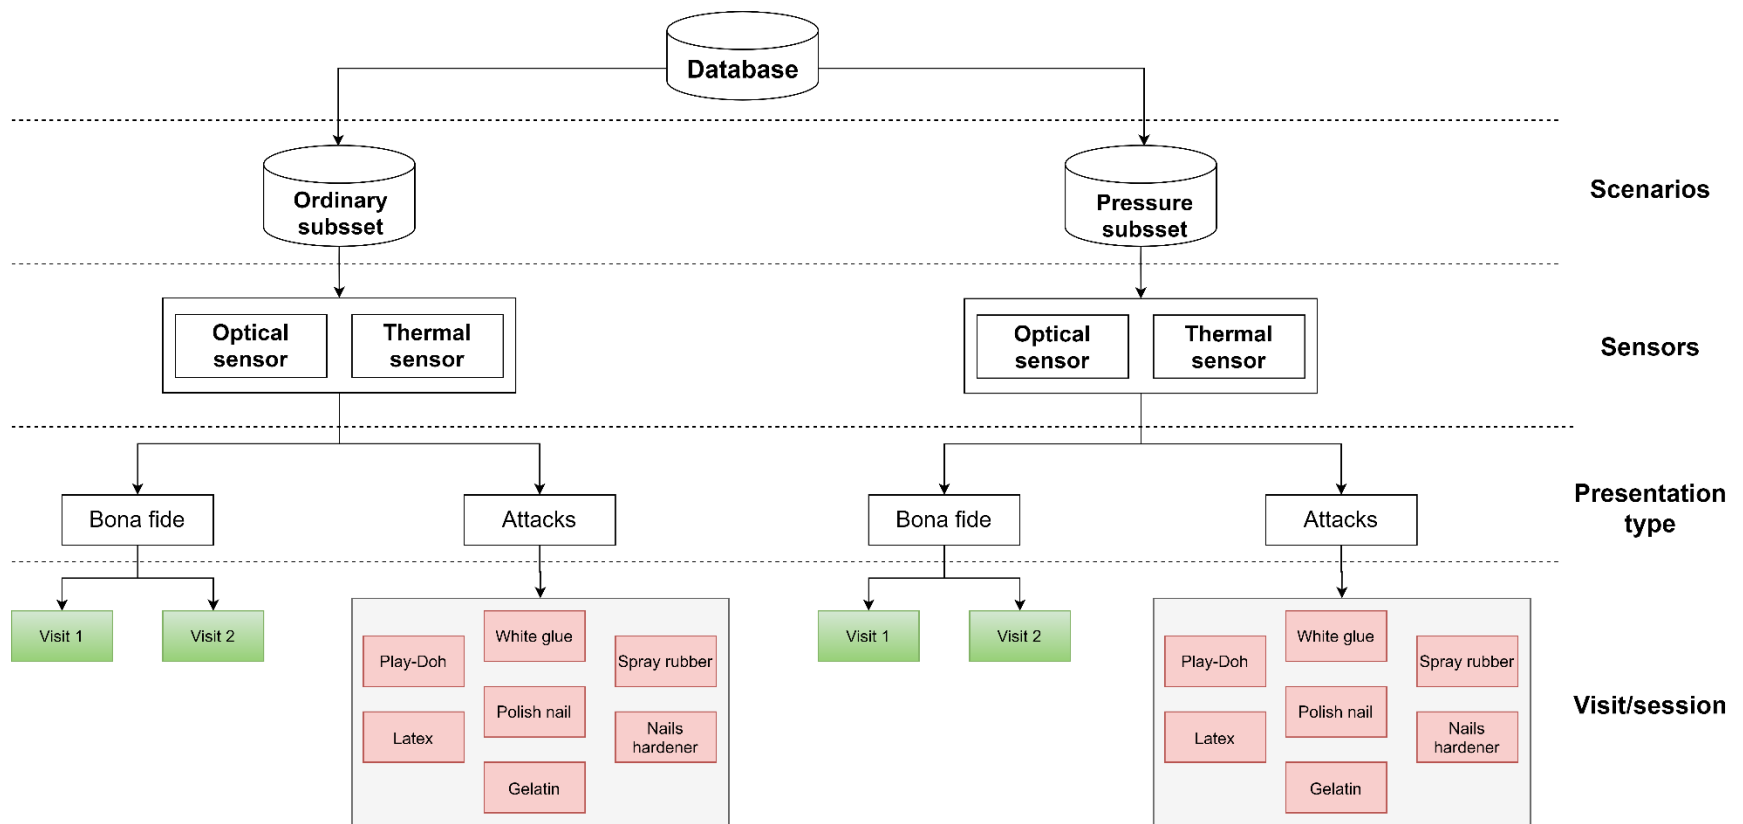 Database
Ordinary
subsset
Pressure
subsset
Scenarios
Optical
sensor
Thermal
sensor
Optical
sensor
Thermal
sensor
Sensors
Bona fide
Attacks
Bona fide
Attacks
Presentation
type
Visit 1
Visit 2
White glue
Play-Doh
Spray rubber
Polish nail
Latex
Nails
hardener
Gelatin
Visit 1
Visit 2
White glue
Play-Doh
Spray rubber
Polish nail
Latex
Nails
hardener
Gelatin
Visit/session